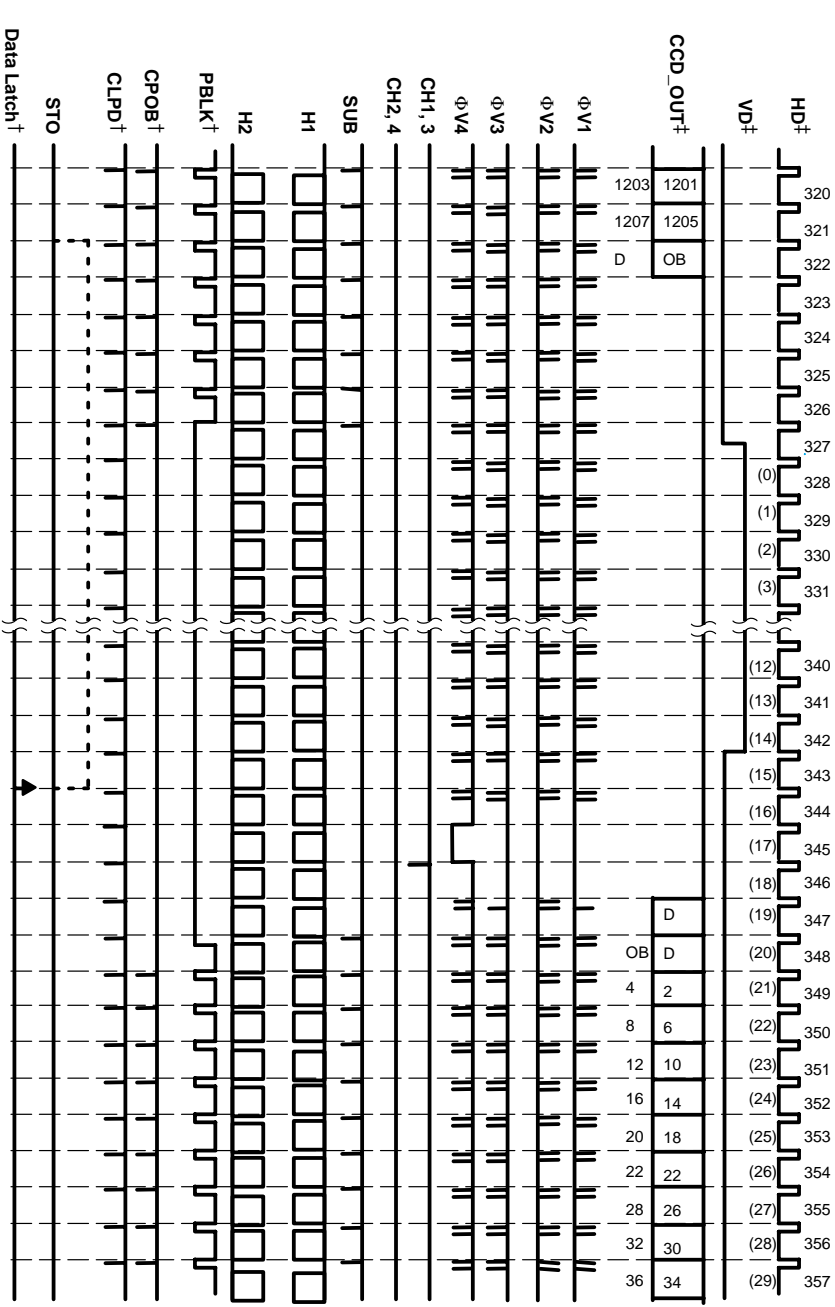 HD‡
VD‡
CCD_OUT‡
ΦV1
ΦV2
ΦV3
ΦV4
CH1, 3
CH2, 4
SUB
H1
H2
PBLK†
CPOB†
CLPD†
STO
Data Latch†
1203 1201 320
1207 1205 321
D OB 322
323
324
325
326
327
(0) 328
(1) 329
(2) 330
(3) 331
(12) 340
(13) 341
(14) 342
(15) 343
(16) 344
(17) 345
(18) 346
D (19) 347
OB D (20) 348
4 2 (21) 349
8 6 (22) 350
12 10 (23) 351
16 14 (24) 352
20 18 (25) 353
22 22 (26) 354
28 26 (27) 355
32 30 (28) 356
36 34 (29) 357